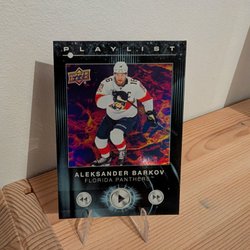 PLAYLIST
UPPER DECK
ALEKSANDER BARKOV
FLORIDA PANTHERS